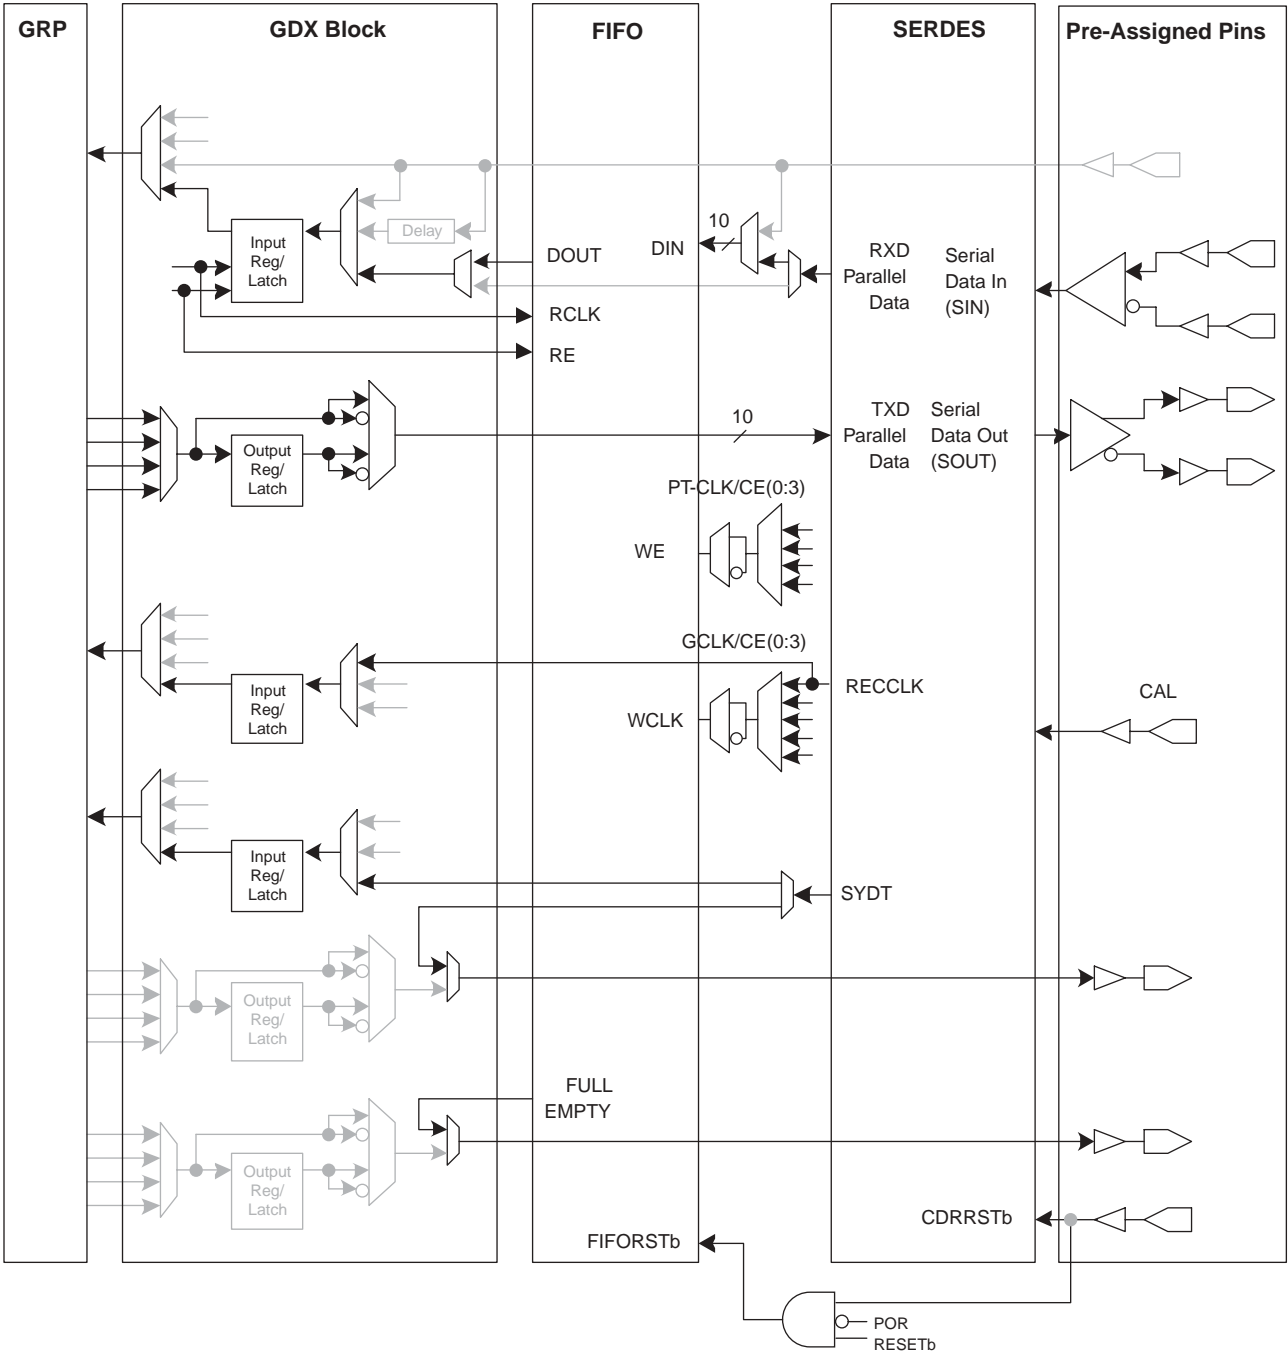 GRP
GDX Block
FIFO
SERDES
Pre-Assigned Pins
Delay
Input
Reg/
Latch
DOUT
RCLK
RE
DIN
10
RXD
Parallel
Data
Serial
Data In
(SIN)
Output
Reg/
Latch
10
TXD
Parallel
Data
Serial
Data Out
(SOUT)
PT-CLK/CE(0:3)
WE
GCLK/CE(0:3)
WCLK
RECCLK
CAL
Input
Reg/
Latch
Input
Reg/
Latch
SYDT
Output
Reg/
Latch
FULL
EMPTY
Output
Reg/
Latch
CDRRSTb
FIFORSTb
POR
RESETb